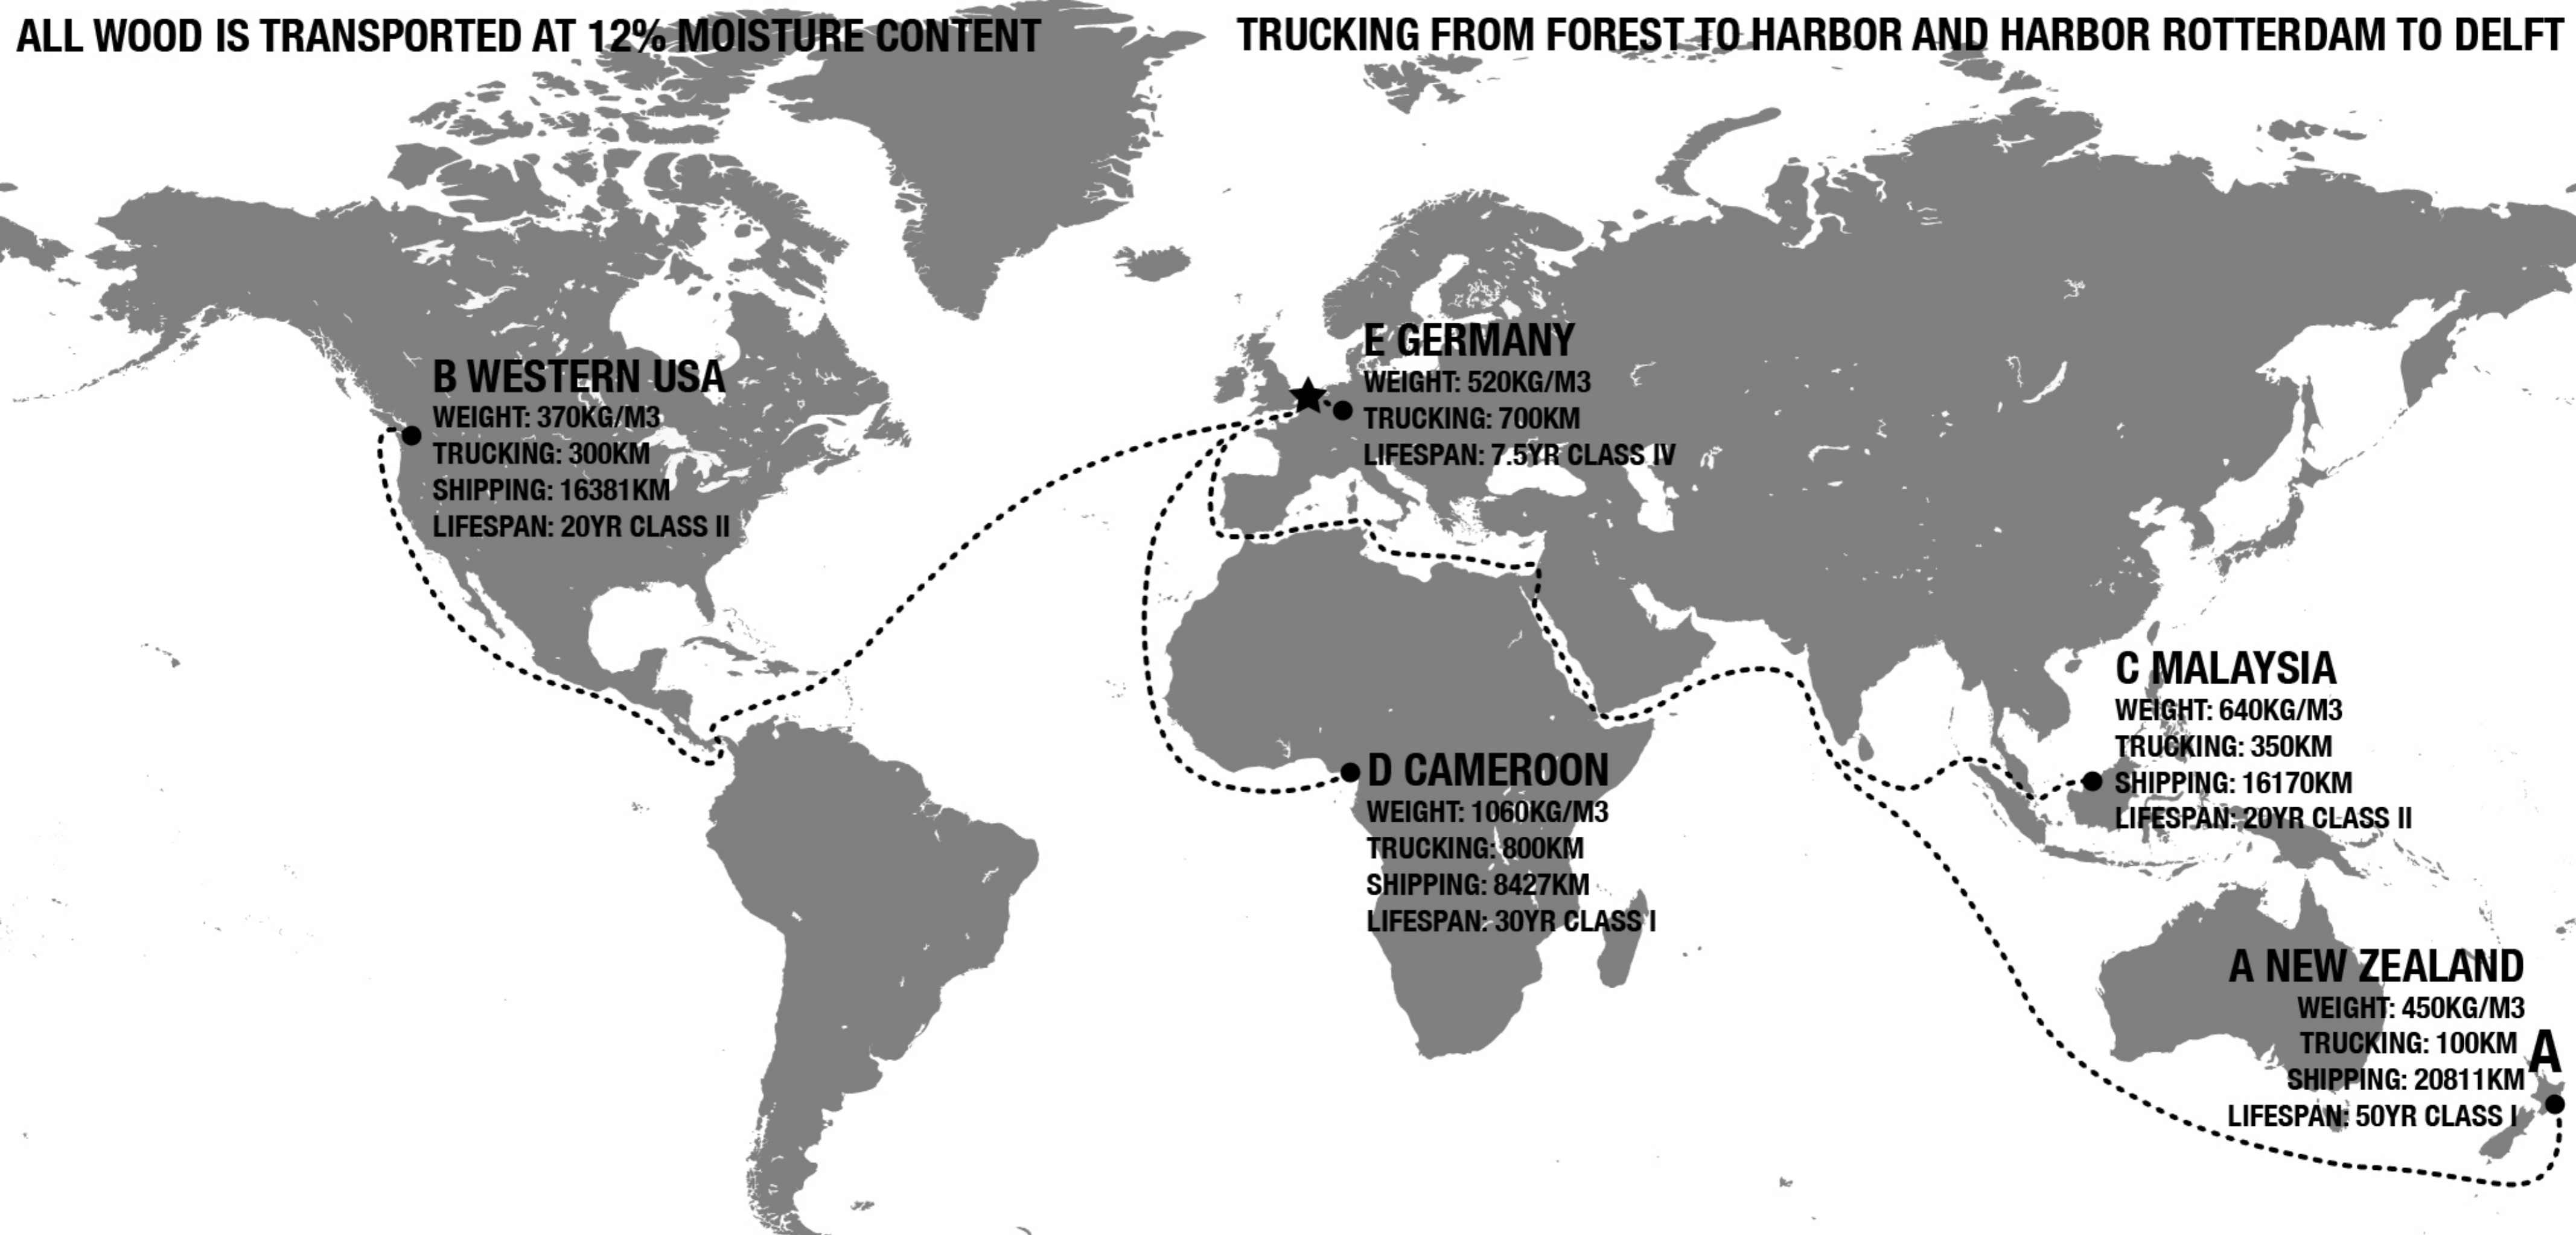 ALL WOOD IS TRANSPORTED AT 12% MOISTURE CONTENT
TRUCKING FROM FOREST TO HARBOR AND HARBOR ROTTERDAM TO DELFT
E GERMANY
WEIGHT: 520KG/M3
TRUCKING: 700KM
LIFESPAN: 7.5YR CLASS IV
B WESTERN USA
WEIGHT: 370KG/M3
TRUCKING: 300KM
SHIPPING: 16381KM
LIFESPAN: 20YR CLASS II
C MALAYSIA
WEIGHT: 640KG/M3
TRUCKING: 350KM
SHIPPING: 16170KM
LIFESPAN: 20YR CLASS II
D CAMEROON
WEIGHT: 1060KG/M3
TRUCKING: 800KM
SHIPPING: 8427KM
LIFESPAN: 30YR CLASS I
A NEW ZEALAND
WEIGHT: 450KG/M3
TRUCKING: 100KM
SHIPPING: 20811KM
LIFESPAN: 50YR CLASS I
A